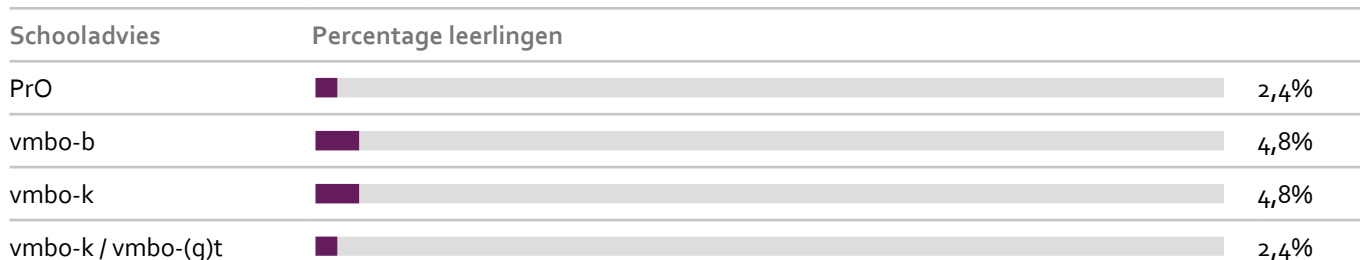 Schooladvies Percentage leerlingen
PrO 2,4%
vmbo-b 4,8%
vmbo-k 4,8%
vmbo-k / vmbo-(g)t 2,4%